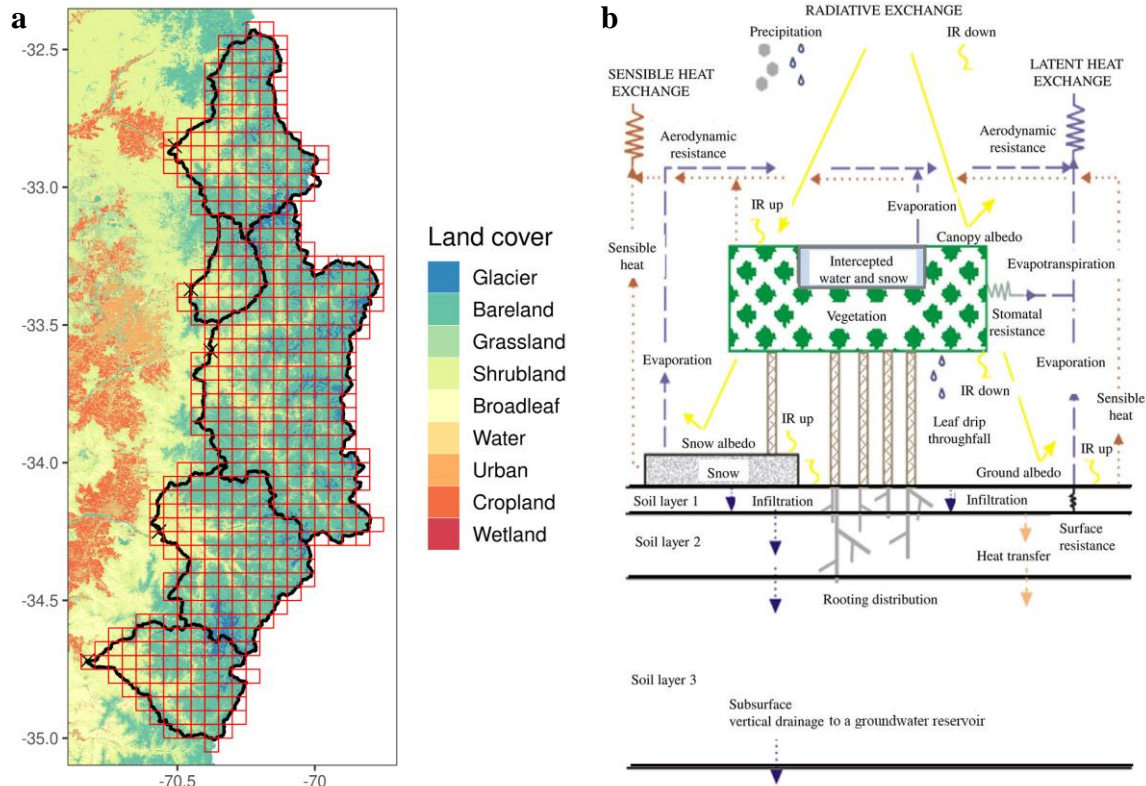 a
-32.5
-33.0
-33.5
-34.0
-34.5
-35.0
-70.5
-70
Land cover
Glacier
Bareland
Grassland
Shrubland
Broadleaf
Water
Urban
Cropland
Wetland
b
RADIATIVE EXCHANGE
Precipitation
IR down
SENSIBLE HEAT
EXCHANGE
LATENT HEAT
EXCHANGE
Aerodynamic
resistance
Aerodynamic
resistance
IR up
Evaporation
Canopy albedo
Sensible
heat
Intercepted
water and snow
Evapotranspiration
Vegetation
Stomatal
resistance
Evaporation
Evaporation
IR down
Sensible
heat
Leaf drip
throughfall
Snow albedo
IR up
IR up
Snow
Ground albedo
Soil layer 1
Infiltration
Infiltration
Surface
resistance
Soil layer 2
Heat transfer
Rooting distribution
Soil layer 3
Subsurface
vertical drainage to a groundwater reservoir